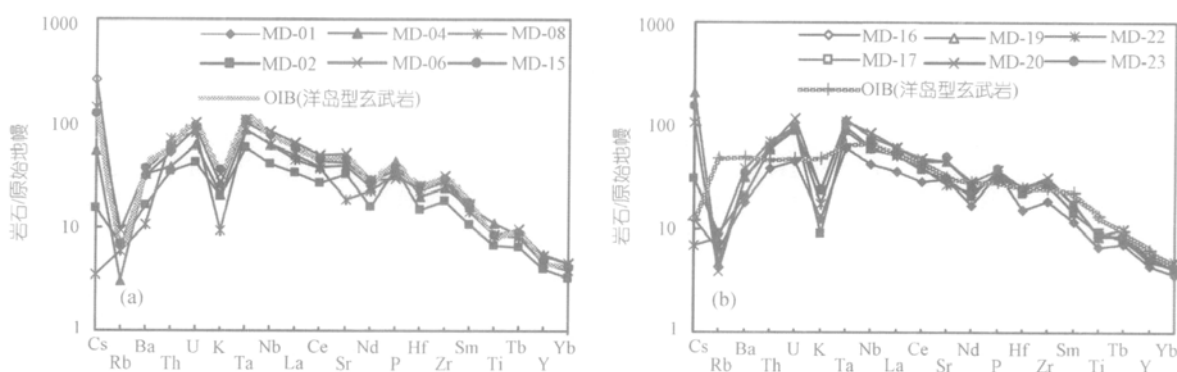 1000
100
10
1
岩石/原始地幔
MD-01 MD-04 MD-08
MD-02 MD-06 MD-15
OIB(洋岛型玄武岩)
(a)
Cs Ba U Ta La Sr P Zr Ti Y
Rb Th K Nb Ce Nd Hf Sm Tb Yb
1000
100
10
1
岩石/原始地幔
MD-16 MD-19 MD-22
MD-17 MD-20 MD-23
OIB(洋岛型玄武岩)
(b)
Cs Ba U Ta La Sr P Zr Ti Y
Rb Th K Nb Ce Nd Hf Sm Tb Yb